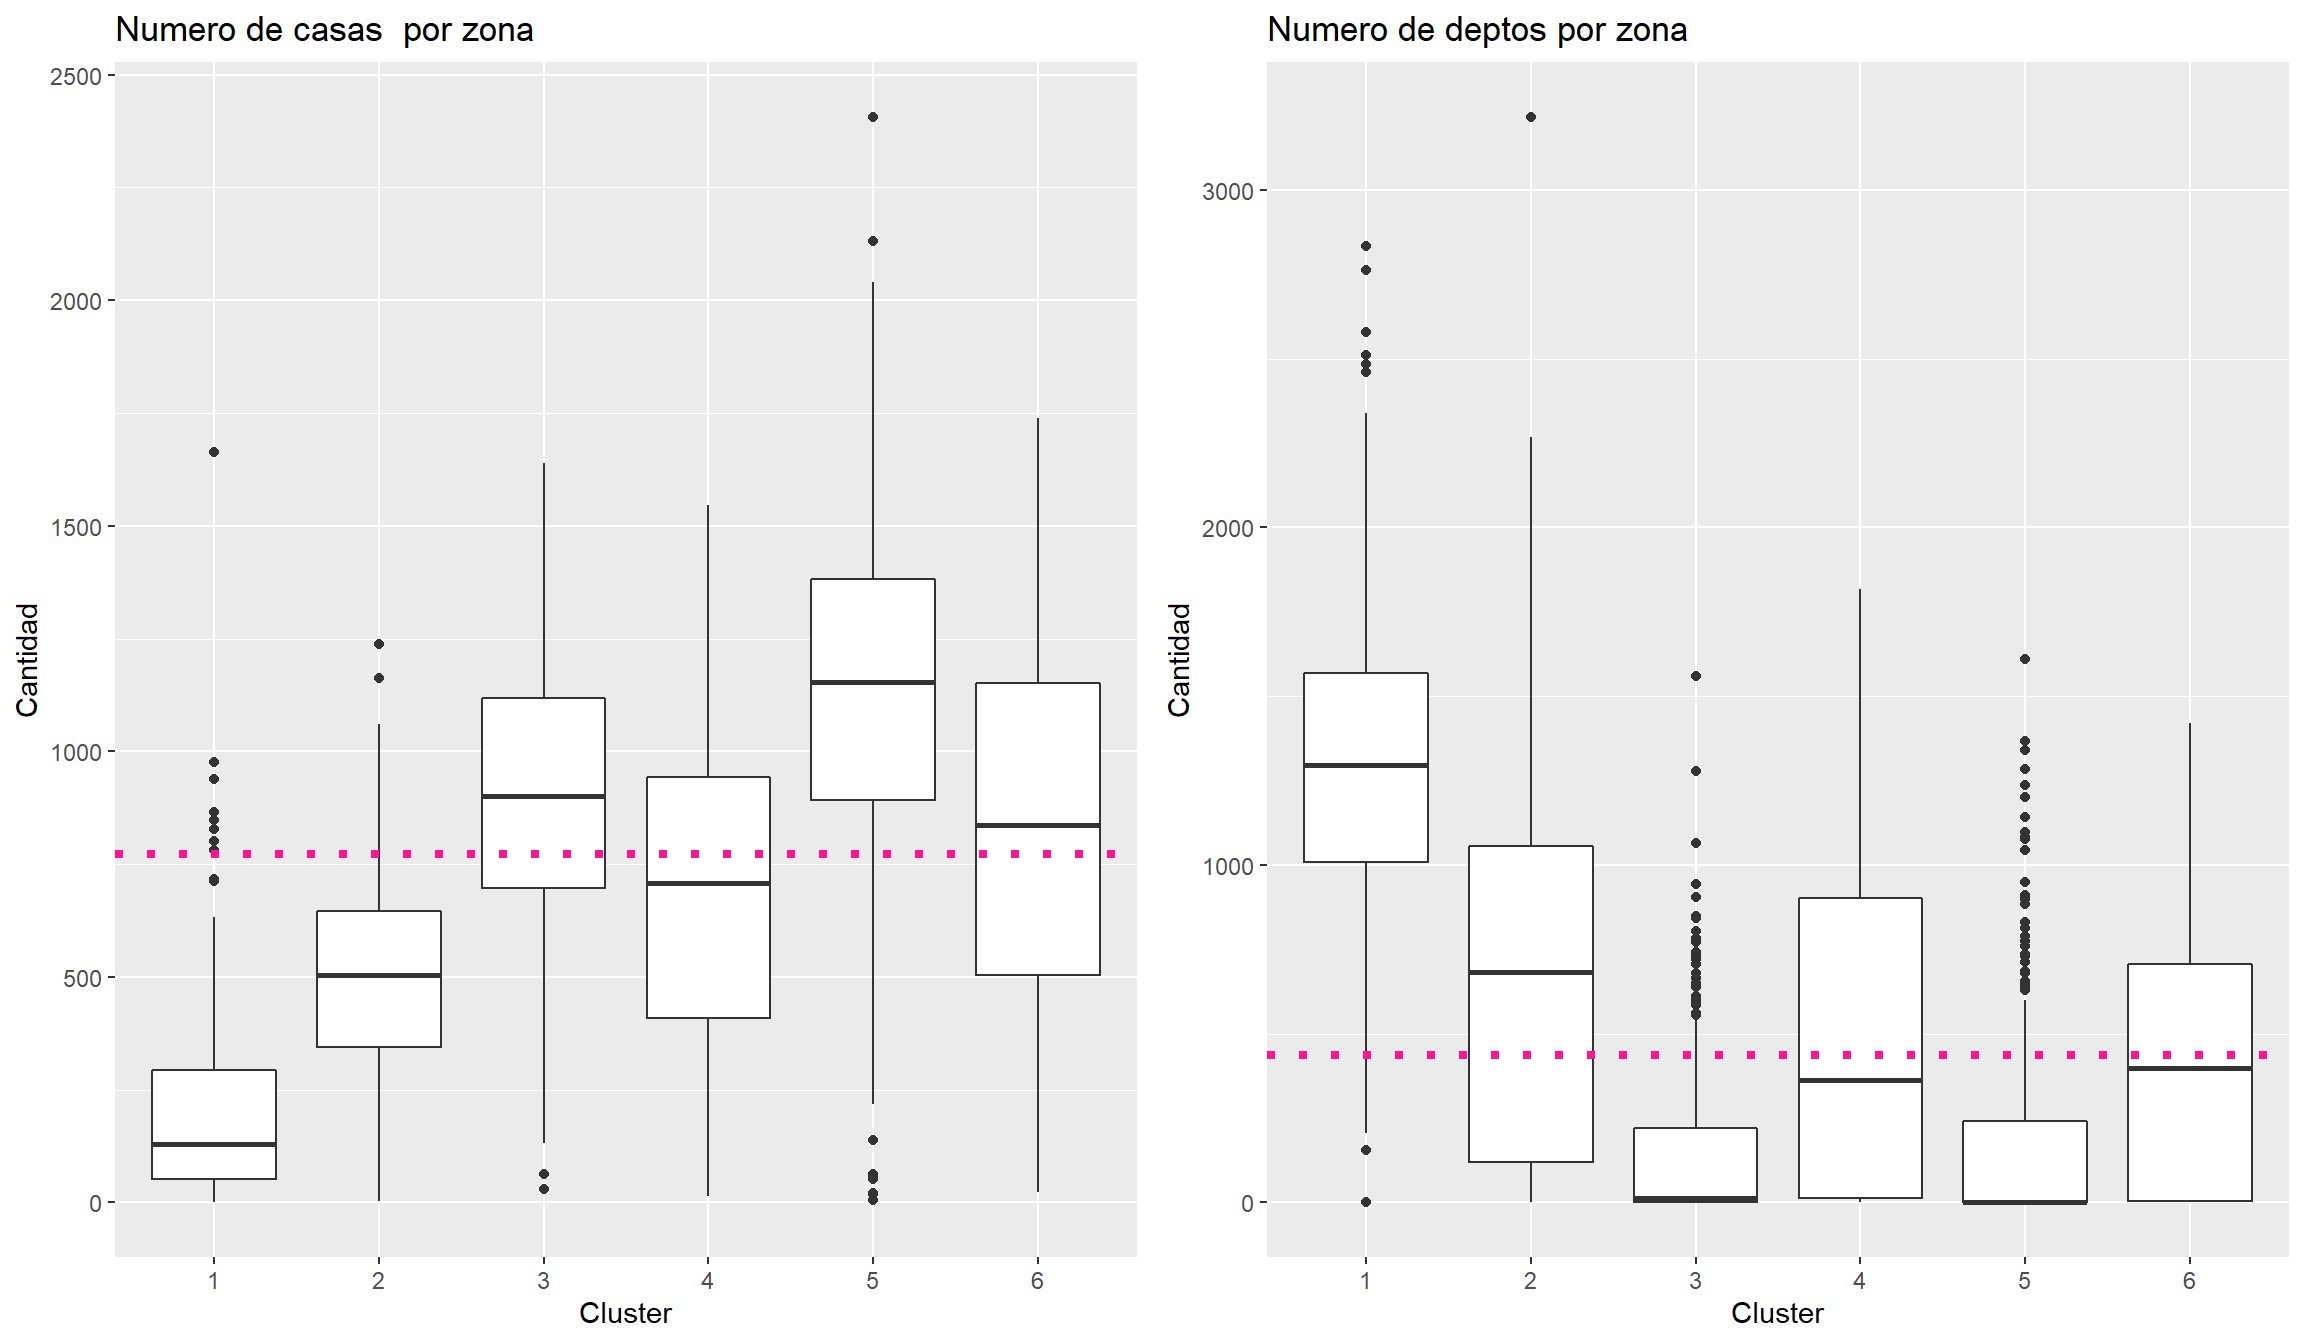 Numero de casas  por zona
2500
2000
1500
1000
500
0
Cantidad
1 2 3 4 5 6
Cluster
Numero de deptos por zona
3000
2000
1000
0
Cantidad
1 2 3 4 5 6
Cluster